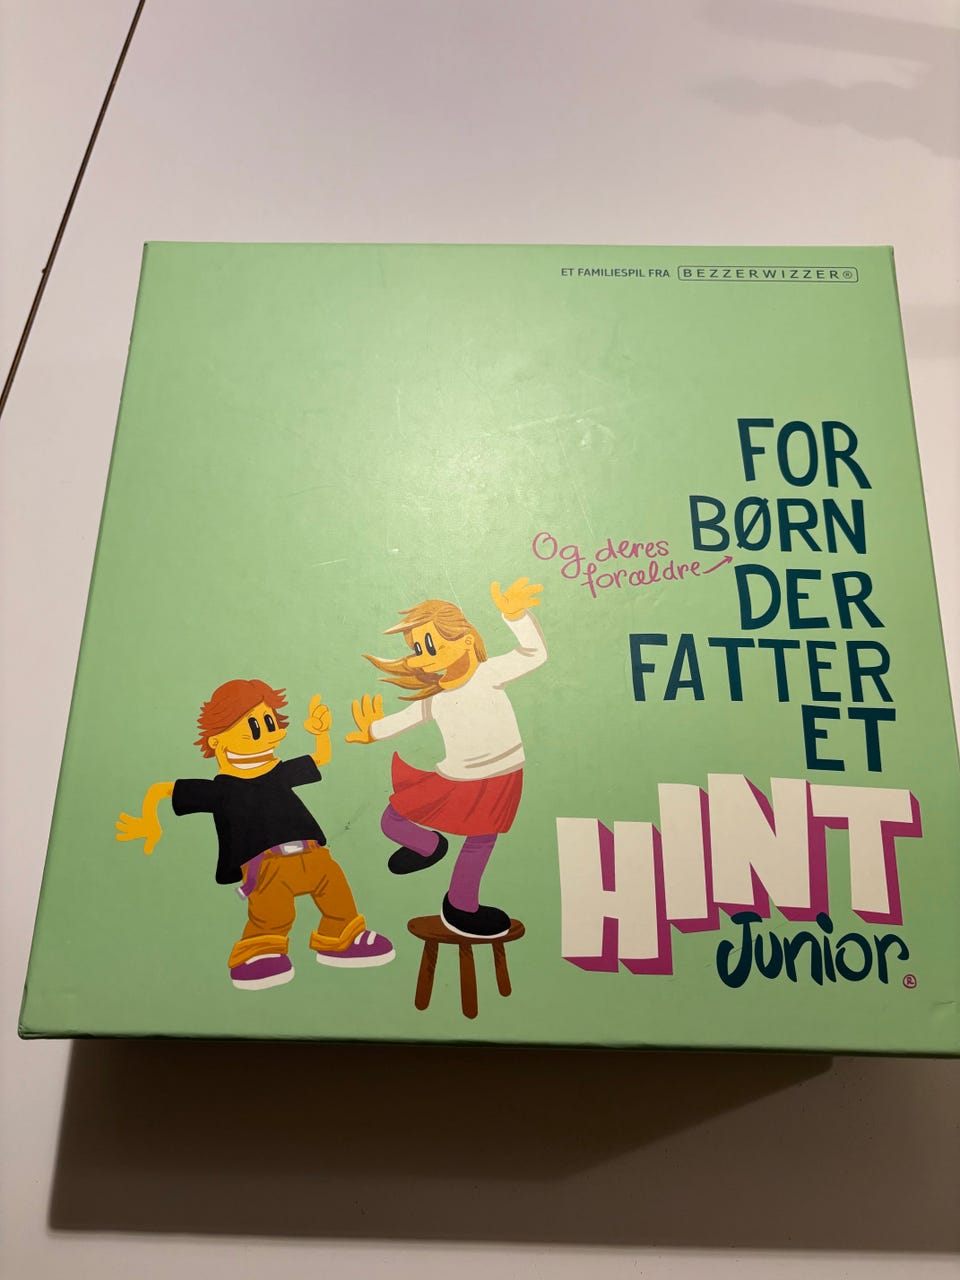 ET FAMILIESPIL FRA BEZZERWIZZER®
FOR
BØRN
Og deres
forældre
DER
FATTER
ET
HINT
Junior®